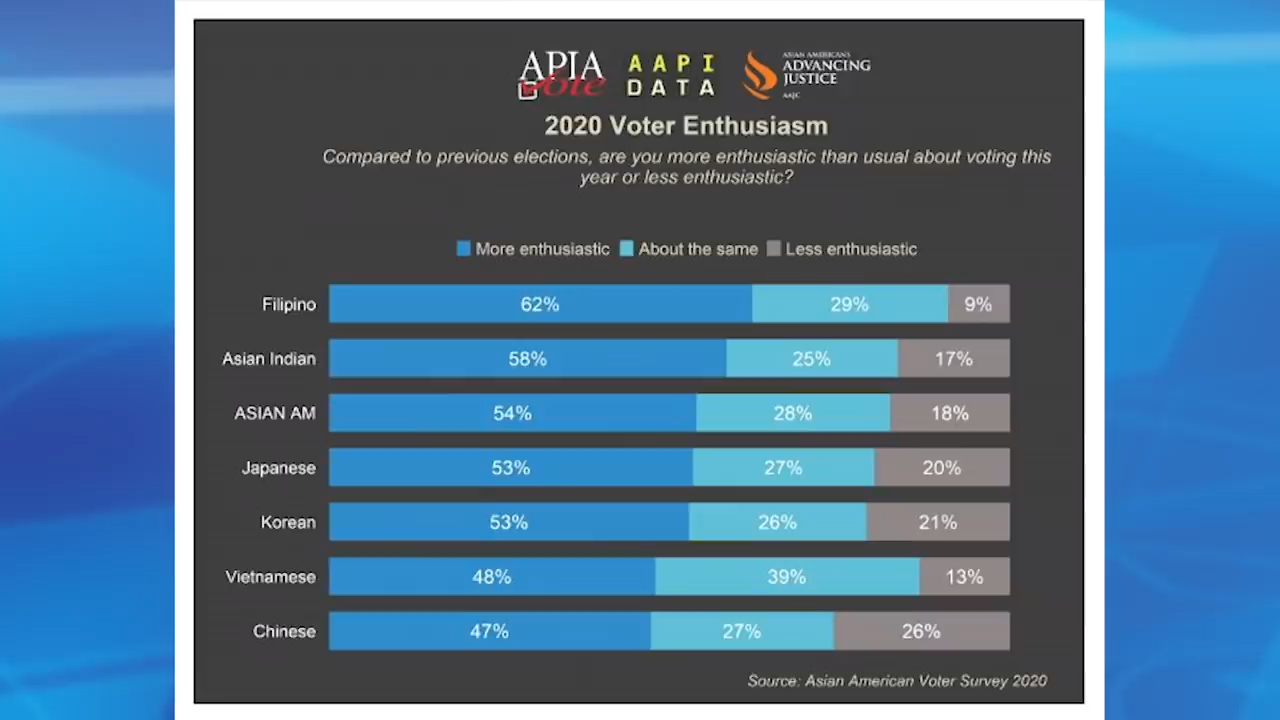 APIA
Vote
AAPI
DATA
ASIAN AMERICANS
ADVANCING
JUSTICE
AAJC
2020 Voter Enthusiasm
Compared to previous elections, are you more enthusiastic than usual about voting this
year or less enthusiastic?
More enthusiastic About the same Less enthusiastic
Filipino 62% 29% 9%
Asian Indian 58% 25% 17%
ASIAN AM 54% 28% 18%
Japanese 53% 27% 20%
Korean 53% 26% 21%
Vietnamese 48% 39% 13%
Chinese 47% 27% 26%
Source: Asian American Voter Survey 2020